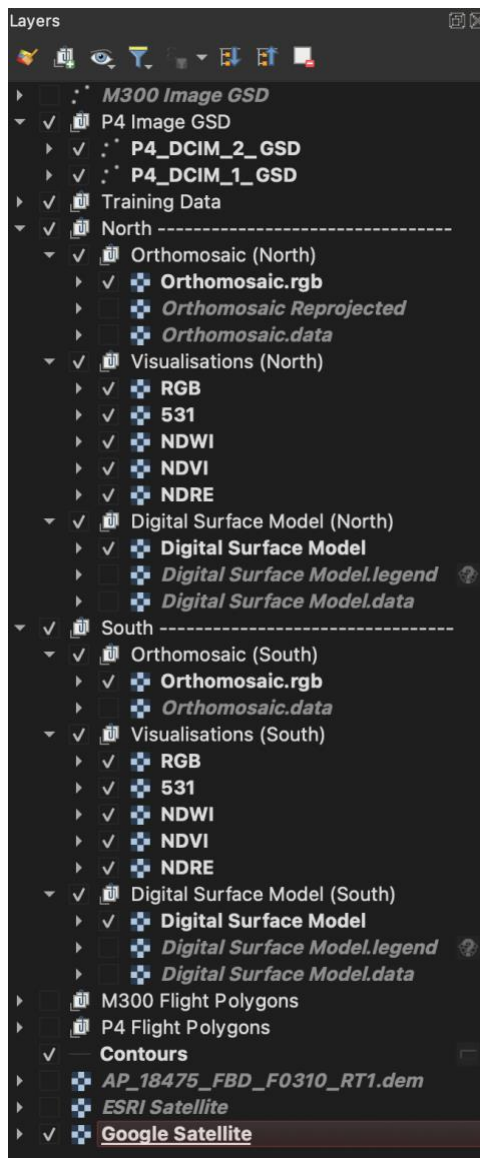 Layers
M300 Image GSD
P4 Image GSD
P4_DCIM_2_GSD
P4_DCIM_1_GSD
Training Data
North --------------------------------
Orthomosaic (North)
Orthomosaic.rgb
Orthomosaic Reprojected
Orthomosaic.data
Visualisations (North)
RGB
531
NDWI
NDVI
NDRE
Digital Surface Model (North)
Digital Surface Model
Digital Surface Model.legend
Digital Surface Model.data
South --------------------------------
Orthomosaic (South)
Orthomosaic.rgb
Orthomosaic.data
Visualisations (South)
RGB
531
NDWI
NDVI
NDRE
Digital Surface Model (South)
Digital Surface Model
Digital Surface Model.legend
Digital Surface Model.data
M300 Flight Polygons
P4 Flight Polygons
Contours
AP_18475_FBD_F0310_RT1.dem
ESRI Satellite
Google Satellite